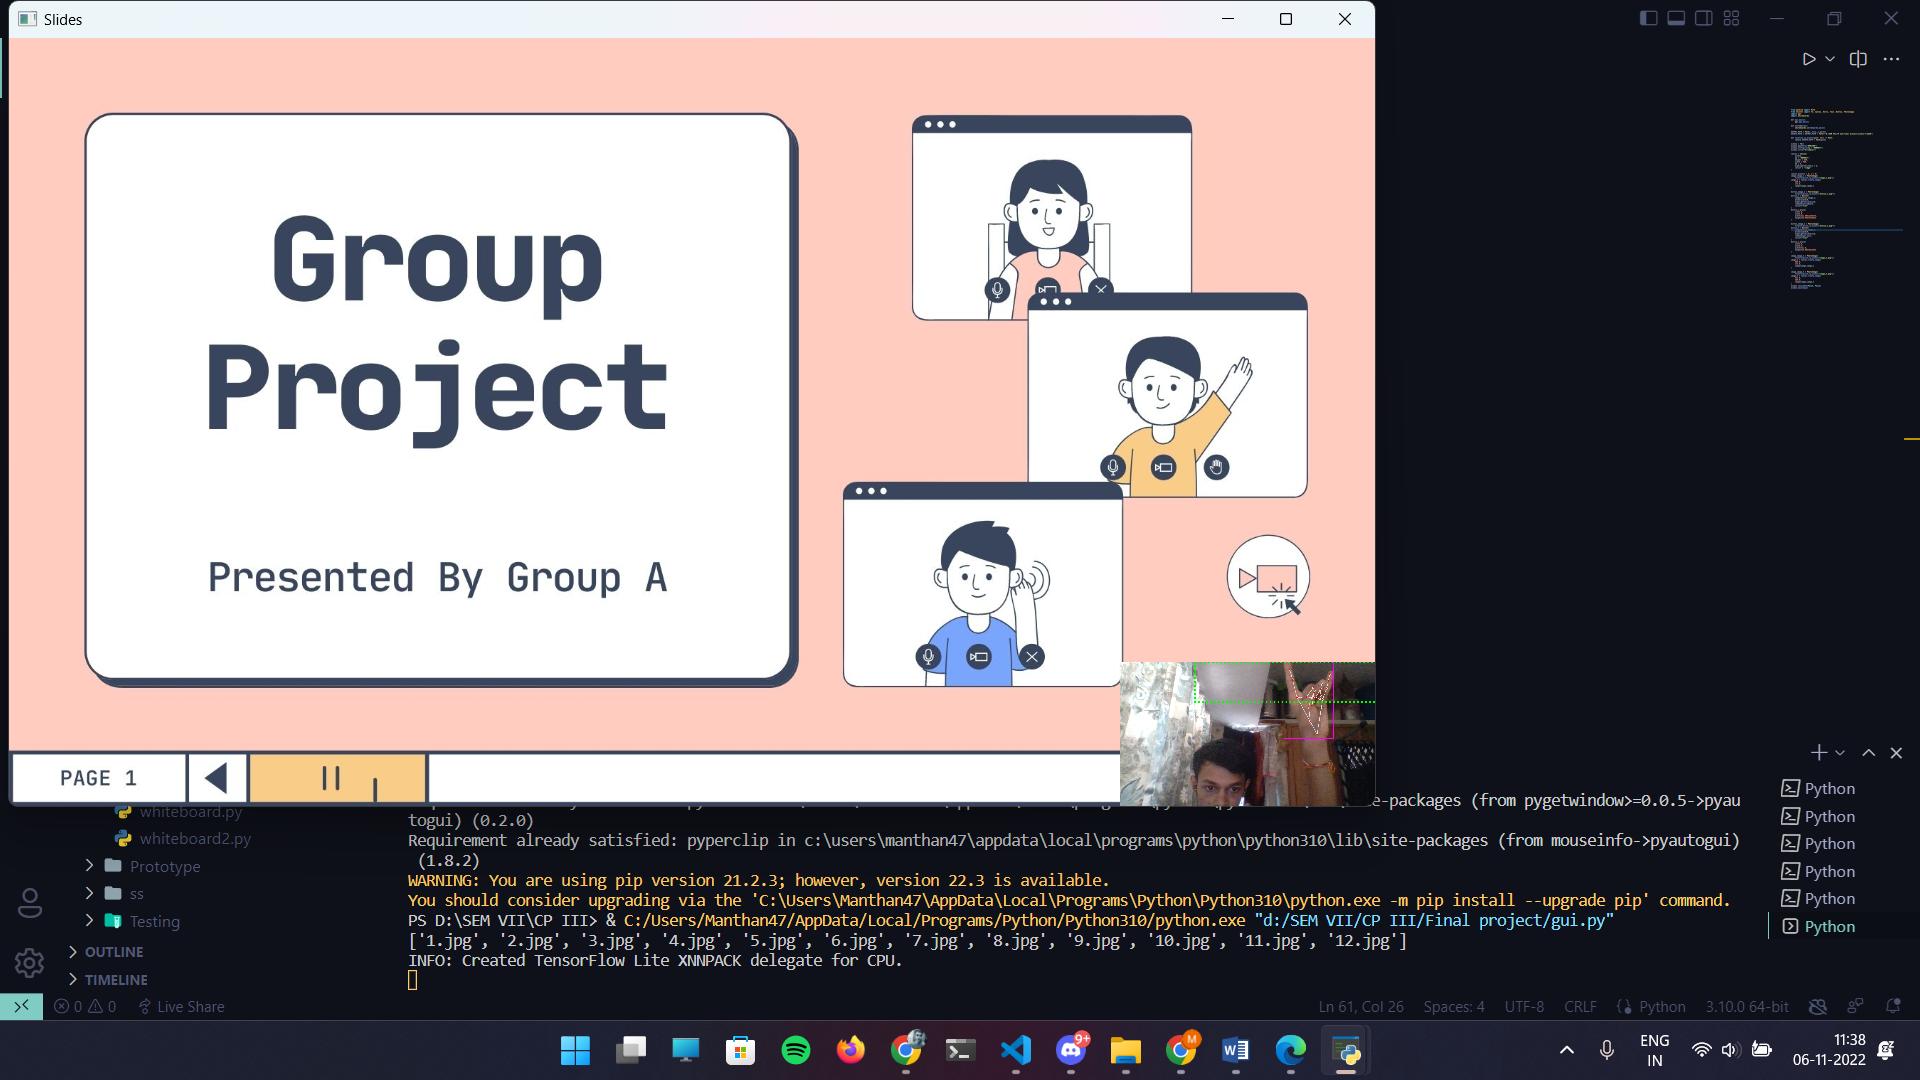 Slides
Group
Project
Presented By Group A
PAGE 1
whiteboard.py
whiteboard2.py
Prototype
ss
Testing
OUTLINE
TIMELINE
e-packages (from pygetwindow>=0.0.5->pyau
togui) (0.2.0)
Requirement already satisfied: pyperclip in c:\users\manthan47\appdata\local\programs\python\python310\lib\site-packages (from mouseinfo->pyautogui)
(1.8.2)
WARNING: You are using pip version 21.2.3; however, version 22.3 is available.
You should consider upgrading via the 'C:\Users\Manthan47\AppData\Local\Programs\Python\Python310\python.exe -m pip install --upgrade pip' command.
PS D:\SEM VII\CP III> & C:/Users/Manthan47/AppData/Local/Programs/Python/Python310/python.exe "d:/SEM VII/CP III/Final project/gui.py"
['1.jpg', '2.jpg', '3.jpg', '4.jpg', '5.jpg', '6.jpg', '7.jpg', '8.jpg', '9.jpg', '10.jpg', '11.jpg', '12.jpg']
INFO: Created TensorFlow Lite XNNPACK delegate for CPU.
Python
Python
Python
Python
Python
Python
0 0 Live Share
Ln 61, Col 26 Spaces: 4 UTF-8 CRLF Python 3.10.0 64-bit
9+
M
ENG
IN
11:38
06-11-2022